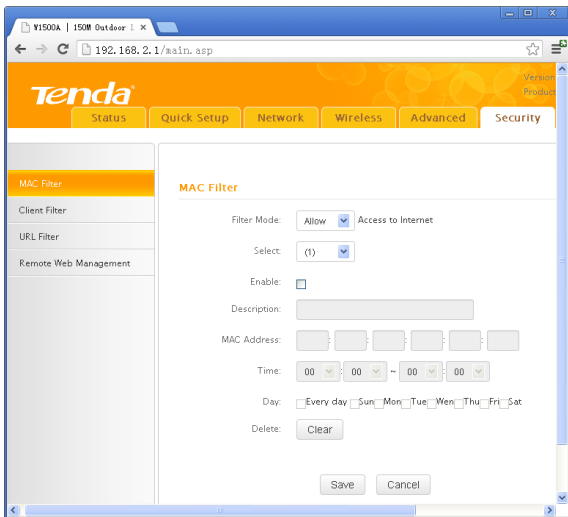 W1500A | 150M Outdoor
192.168.2.1/main.asp
Tenda
Version
Product
Status Quick Setup Network Wireless Advanced Security
MAC Filter
Client Filter
URL Filter
Remote Web Management
MAC Filter
Filter Mode: Allow Access to Internet
Select: (1)
Enable:
Description:
MAC Address: : : : : :
Time: 00 : 00 ~ 00 : 00
Day: Every day Sun Mon Tue Wen Thu Fri Sat
Delete: Clear
Save Cancel